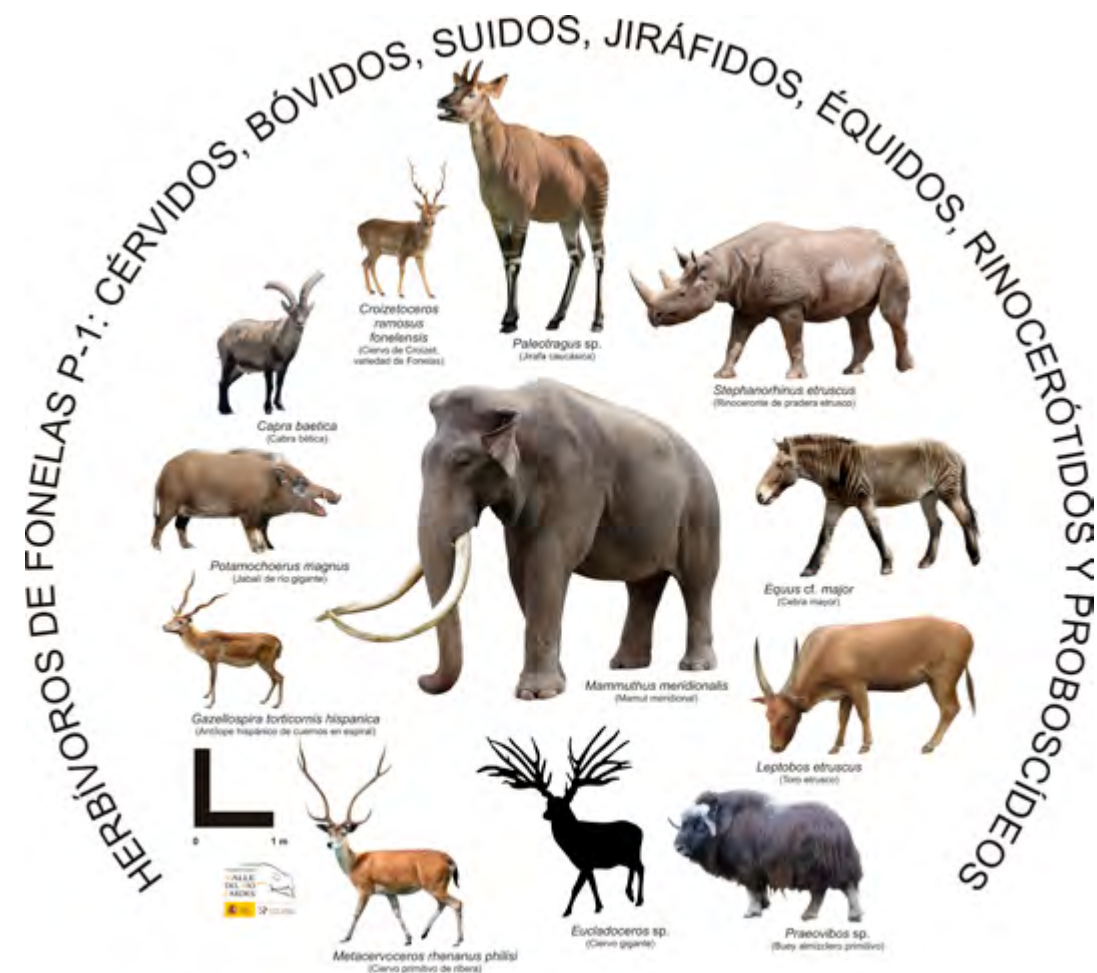 HERBÍVOROS DE FONELAS P-1: CÉRVIDOS, BÓVIDOS, SUIDOS, JIRÁFIDOS, ÉQUIDOS, RINOCERÓTIDOS Y PROBOSCÍDEOS
Croizetoceros
ramosus
fonelensis
(Ciervo de Croizet,
variedad de Fonelas)
Paleotragus sp.
(Jirafa caucásica)
Stephanorhinus etruscus
(Rinoceronte de pradera etrusco)
Capra baetica
(Cabra bética)
Potamochoerus magnus
(Jabalí de río gigante)
Equus cf. major
(Cebra mayor)
Mammuthus meridionalis
(Mamut meridional)
Gazellospira torticornis hispanica
(Antílope hispánico de cuernos en espiral)
Leptobos etruscus
(Toro etrusco)
0 1 m
VALLE
DEL RÍO
FARDES
Metacervoceros rhenanus philisi
(Ciervo primitivo de ribera)
Eucladoceros sp.
(Ciervo gigante)
Praeovibos sp.
(Buey almizclero primitivo)